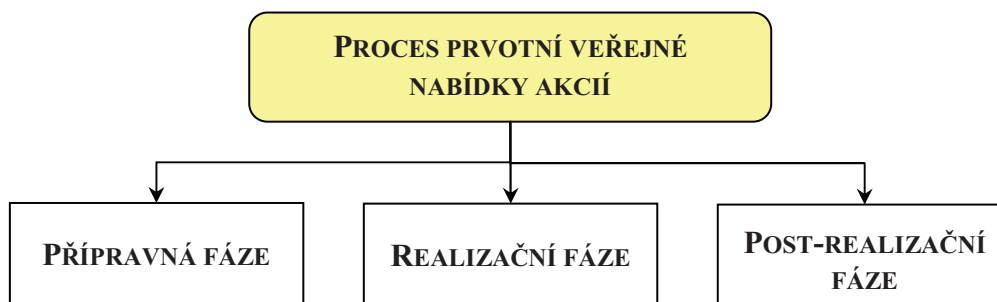 PROCES PRVOTNÍ VEŘEJNÉ
NABÍDKY AKCIÍ
PŘÍPRAVNÁ FÁZE
REALIZAČNÍ FÁZE
POST-REALIZAČNÍ
FÁZE